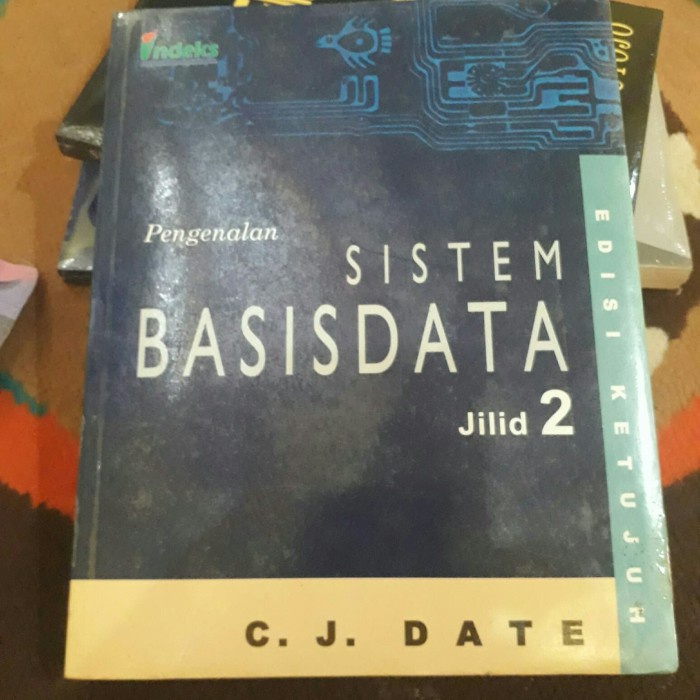 indeks
Pengenalan
SISTEM
BASISDATA
Jilid 2
EDISI KETUJUH
C. J. DATE